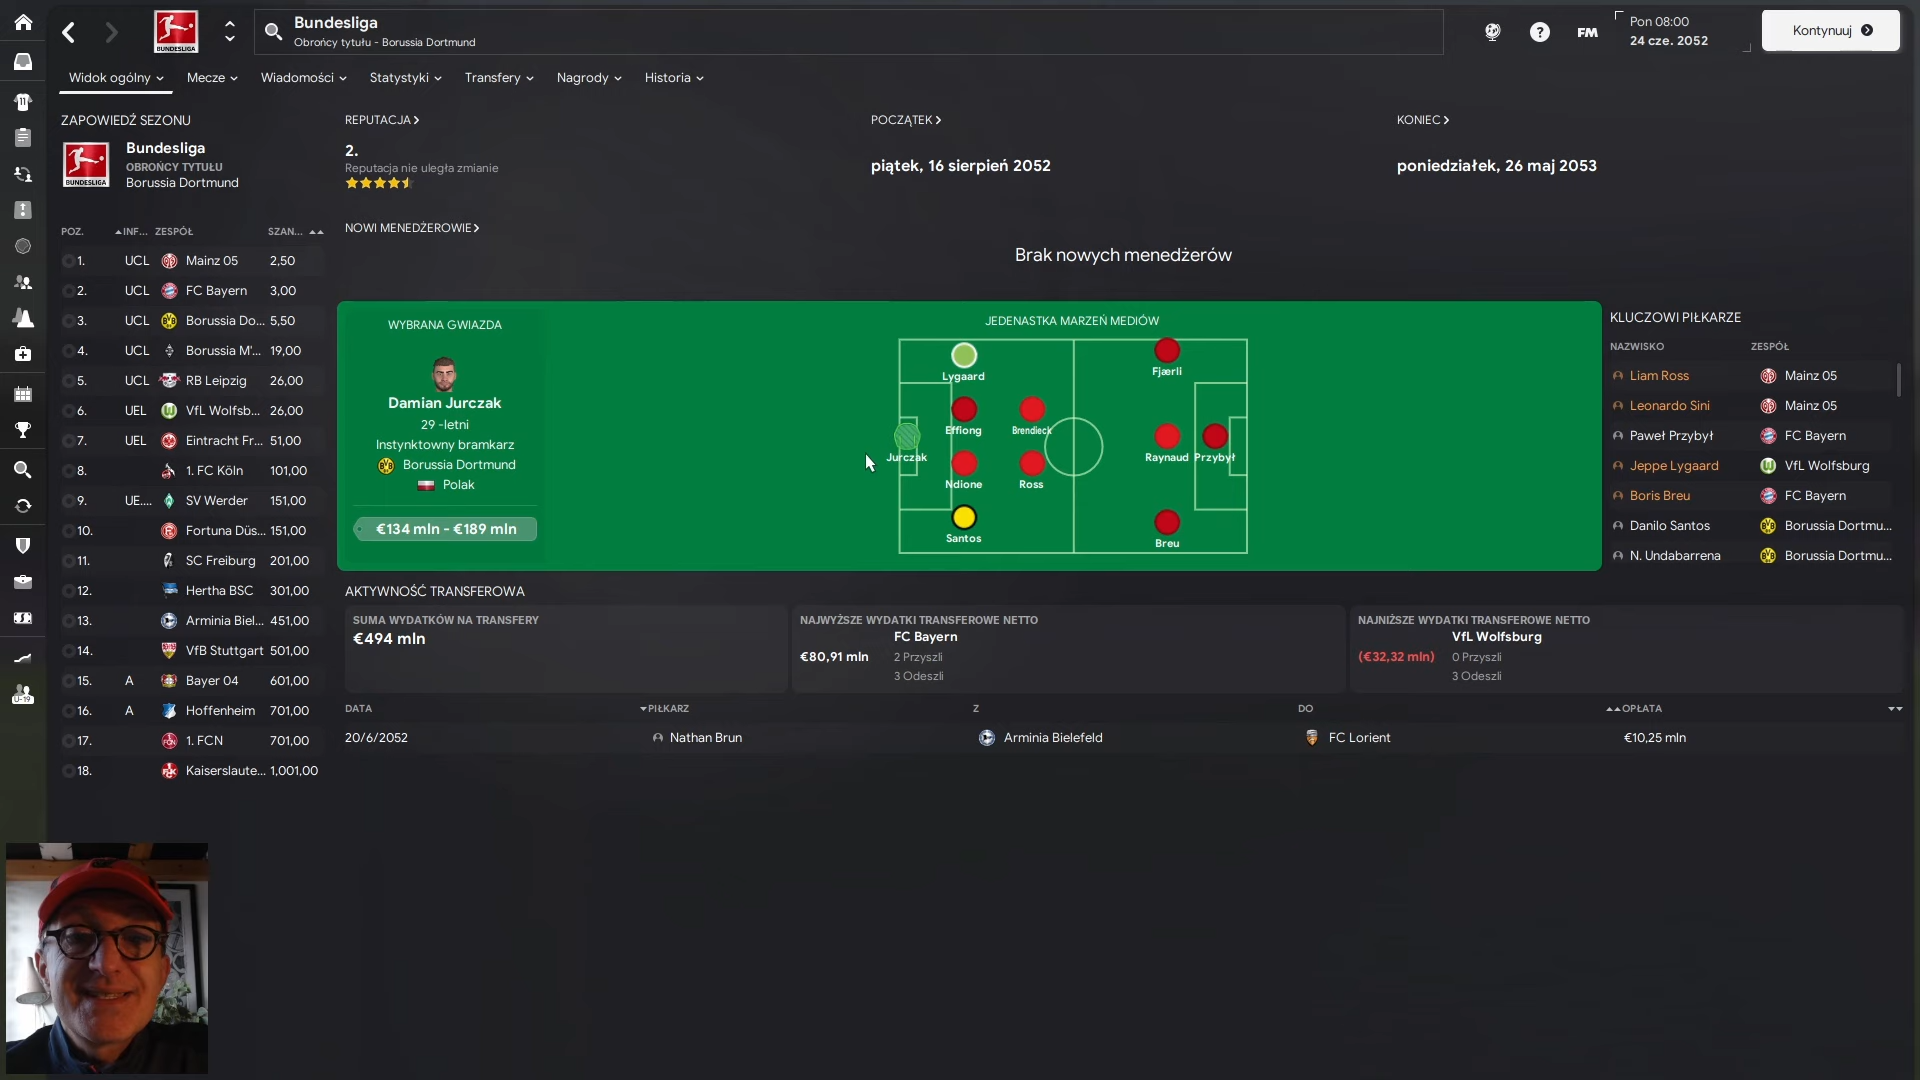 Bundesliga
Obrońcy tytułu - Borussia Dortmund
FM
Pon 08:00
24 cze. 2052
Kontynuuj
Widok ogólny
Mecze
Wiadomości
Statystyki
Transfery
Nagrody
Historia
ZAPOWIEDŹ SEZONU
Bundesliga
OBROŃCY TYTUŁU
Borussia Dortmund
REPUTACJA
2.
Reputacja nie uległa zmianie
POCZĄTEK
piątek, 16 sierpień 2052
KONIEC
poniedziałek, 26 maj 2053
NOWI MENEDŻEROWIE
Brak nowych menedżerów
POZ. INF... ZESPÓŁ SZAN...
1. UCL Mainz 05 2,50
2. UCL FC Bayern 3,00
3. UCL Borussia Do... 5,50
4. UCL Borussia M'... 19,00
5. UCL RB Leipzig 26,00
6. UEL VfL Wolfsb... 26,00
7. UEL Eintracht Fr... 51,00
8. 1. FC Köln 101,00
9. UE.... SV Werder 151,00
10. Fortuna Düs... 151,00
11. SC Freiburg 201,00
12. Hertha BSC 301,00
13. Arminia Biel... 451,00
14. VfB Stuttgart 501,00
15. A Bayer 04 601,00
16. A Hoffenheim 701,00
17. 1. FCN 701,00
18. Kaiserslaute... 1,001,00
WYBRANA GWIAZDA
Damian Jurczak
29 -letni
Instynktowny bramkarz
Borussia Dortmund
Polak
€134 mln - €189 mln
JEDENASTKA MARZEŃ MEDIÓW
Lygaard
Fjærli
Effiong
Brendieck
Jurczak
Raynaud
Przybył
Ndione
Ross
Santos
Breu
KLUCZOWI PIŁKARZE
NAZWISKO ZESPÓŁ
Liam Ross Mainz 05
Leonardo Sini Mainz 05
Paweł Przybył FC Bayern
Jeppe Lygaard VfL Wolfsburg
Boris Breu FC Bayern
Danilo Santos Borussia Dortmu...
N. Undabarrena Borussia Dortmu...
AKTYWNOŚĆ TRANSFEROWA
SUMA WYDATKÓW NA TRANSFERY
€494 mln
NAJWYŻSZE WYDATKI TRANSFEROWE NETTO
FC Bayern
€80,91 mln 2 Przyszli
3 Odeszli
NAJNIŻSZE WYDATKI TRANSFEROWE NETTO
VfL Wolfsburg
(€32,32 mln) 0 Przyszli
3 Odeszli
DATA PIŁKARZ Z DO OPŁATA
20/6/2052 Nathan Brun Arminia Bielefeld FC Lorient €10,25 mln